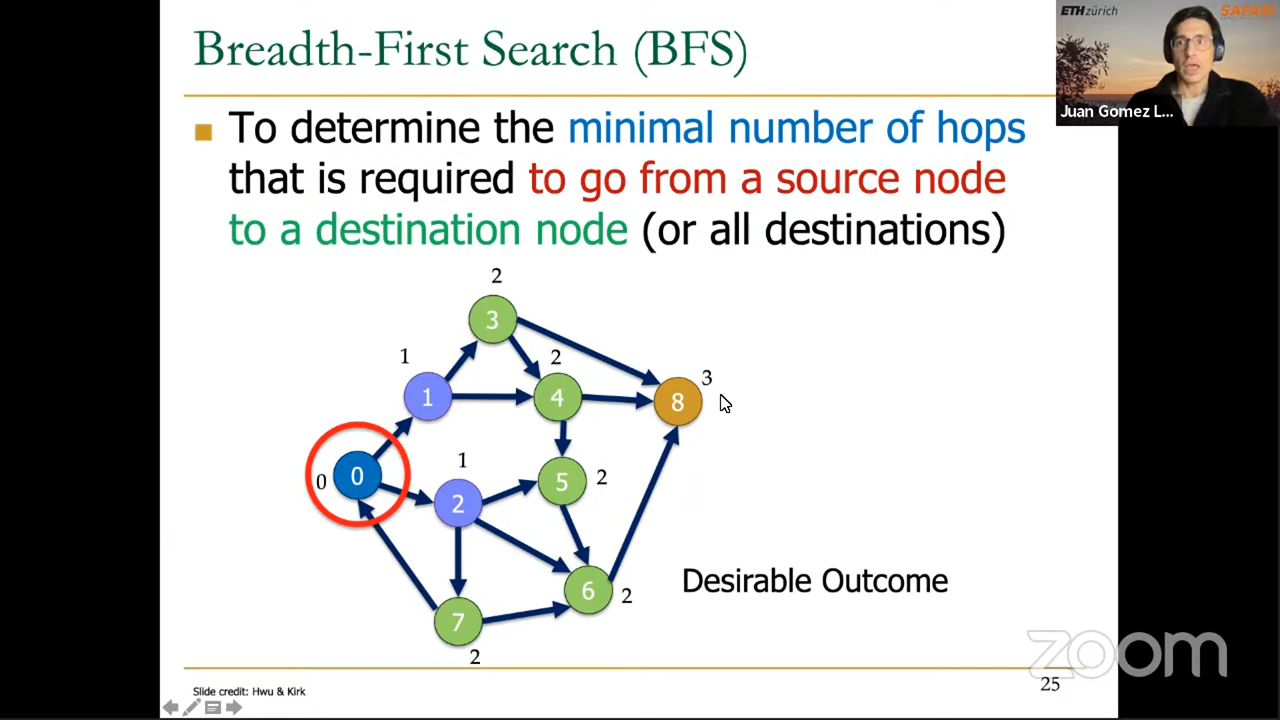 Breadth-First Search (BFS)
ETH zürich
SAFARI
Juan Gomez L...
■ To determine the minimal number of hops
that is required to go from a source node
to a destination node (or all destinations)
2
3
1
2
3
1
4
8
0
0
1
2
5
2
6
2
7
2
Desirable Outcome
zoom
Slide credit: Hwu & Kirk
25